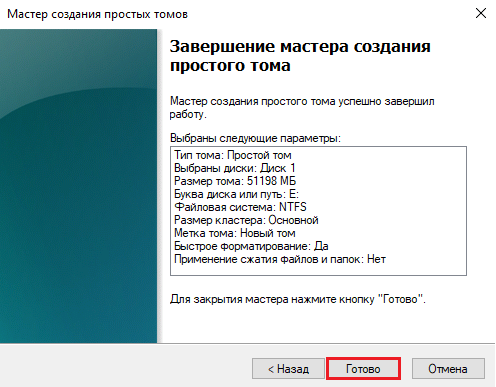 Мастер создания простых томов
Завершение мастера создания
простого тома
Мастер создания простого тома успешно завершил
работу.
Выбраны следующие параметры:
Тип тома: Простой том
Выбраны диски: Диск 1
Размер тома: 51198 МБ
Буква диска или путь: E:
Файловая система: NTFS
Размер кластера: Основной
Метка тома: Новый том
Быстрое форматирование: Да
Применение сжатия файлов и папок: Нет
Для закрытия мастера нажмите кнопку "Готово".
< Назад
Готово
Отмена